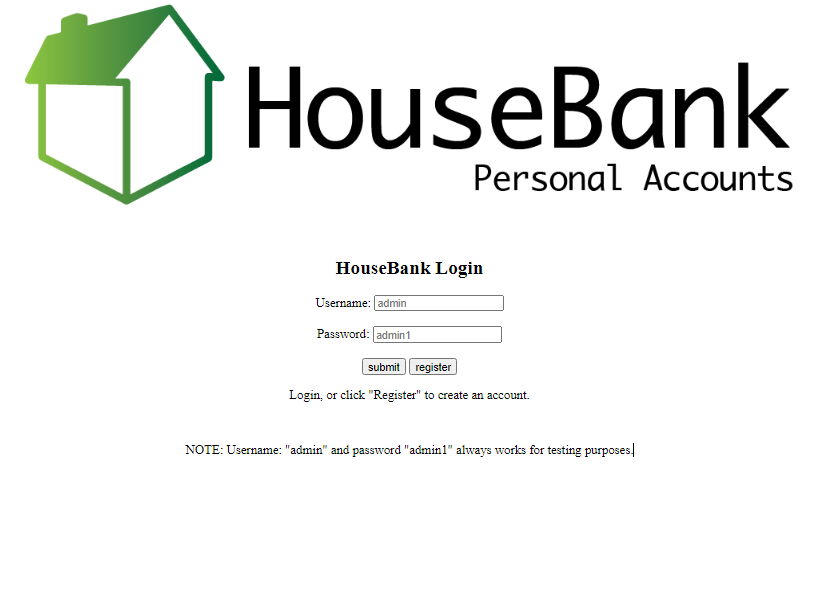 HouseBank
Personal Accounts
HouseBank Login
Username: admin
Password: admin1
submit register
Login, or click "Register" to create an account.
NOTE: Username: "admin" and password "admin1" always works for testing purposes.